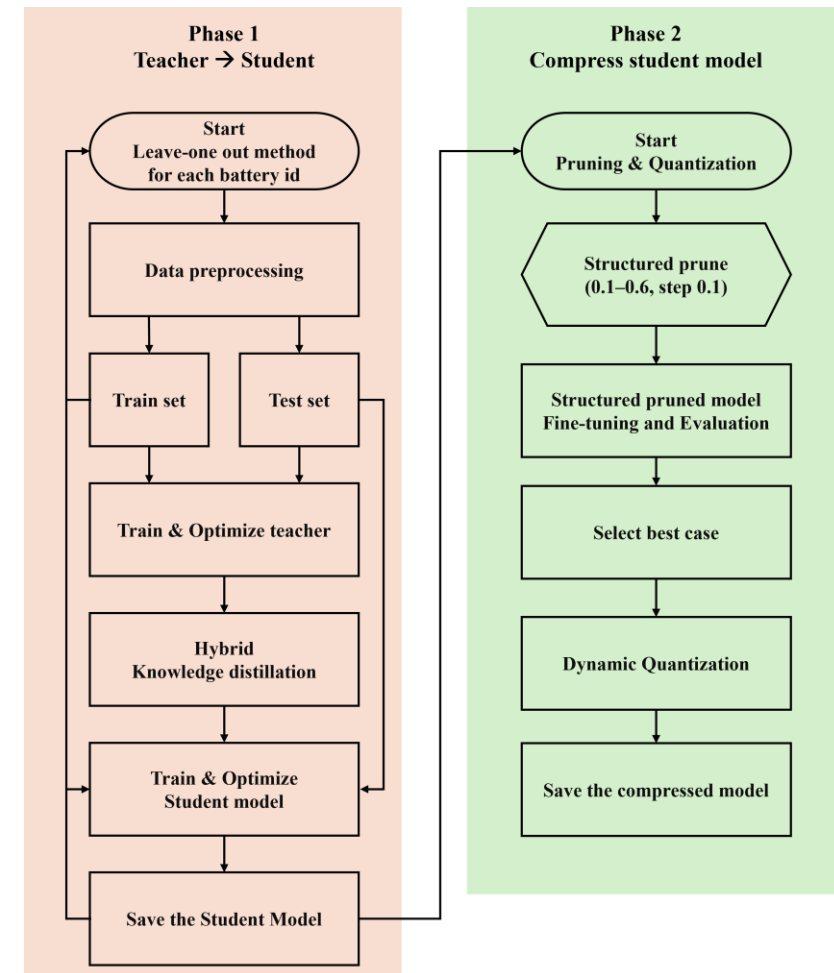 Phase 1
Teacher → Student
Start
Leave-one out method
for each battery id
Data preprocessing
Train set
Test set
Train & Optimize teacher
Hybrid
Knowledge distillation
Train & Optimize
Student model
Save the Student Model
Phase 2
Compress student model
Start
Pruning & Quantization
Structured prune
(0.1–0.6, step 0.1)
Structured pruned model
Fine-tuning and Evaluation
Select best case
Dynamic Quantization
Save the compressed model